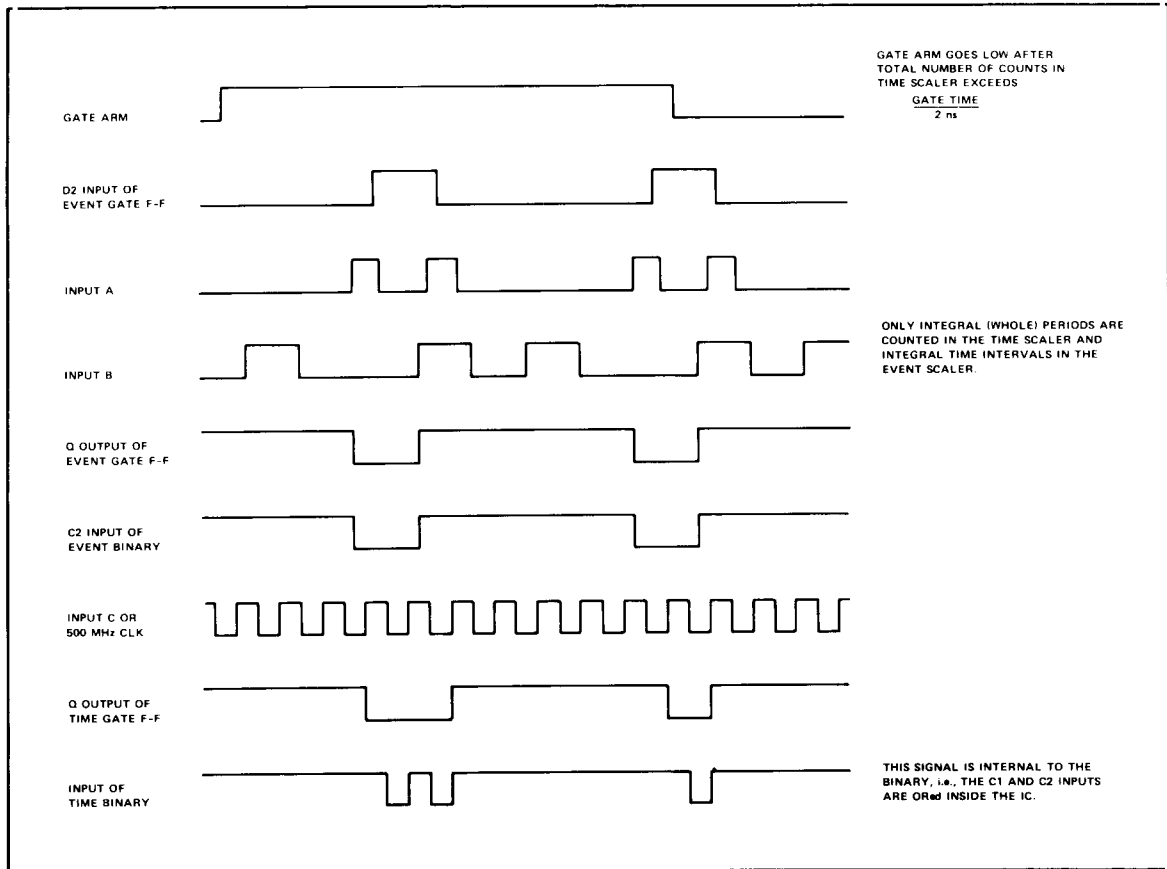 GATE ARM GOES LOW AFTER
TOTAL NUMBER OF COUNTS IN
TIME SCALER EXCEEDS
GATE TIME
2 ns
GATE ARM
D2 INPUT OF
EVENT GATE F-F
INPUT A
ONLY INTEGRAL (WHOLE) PERIODS ARE
COUNTED IN THE TIME SCALER AND
INTEGRAL TIME INTERVALS IN THE
EVENT SCALER.
INPUT B
Q OUTPUT OF
EVENT GATE F-F
C2 INPUT OF
EVENT BINARY
INPUT C OR
500 MHz CLK
Q OUTPUT OF
TIME GATE F-F
INPUT OF
TIME BINARY
THIS SIGNAL IS INTERNAL TO THE
BINARY, i.e., THE C1 AND C2 INPUTS
ARE ORed INSIDE THE IC.